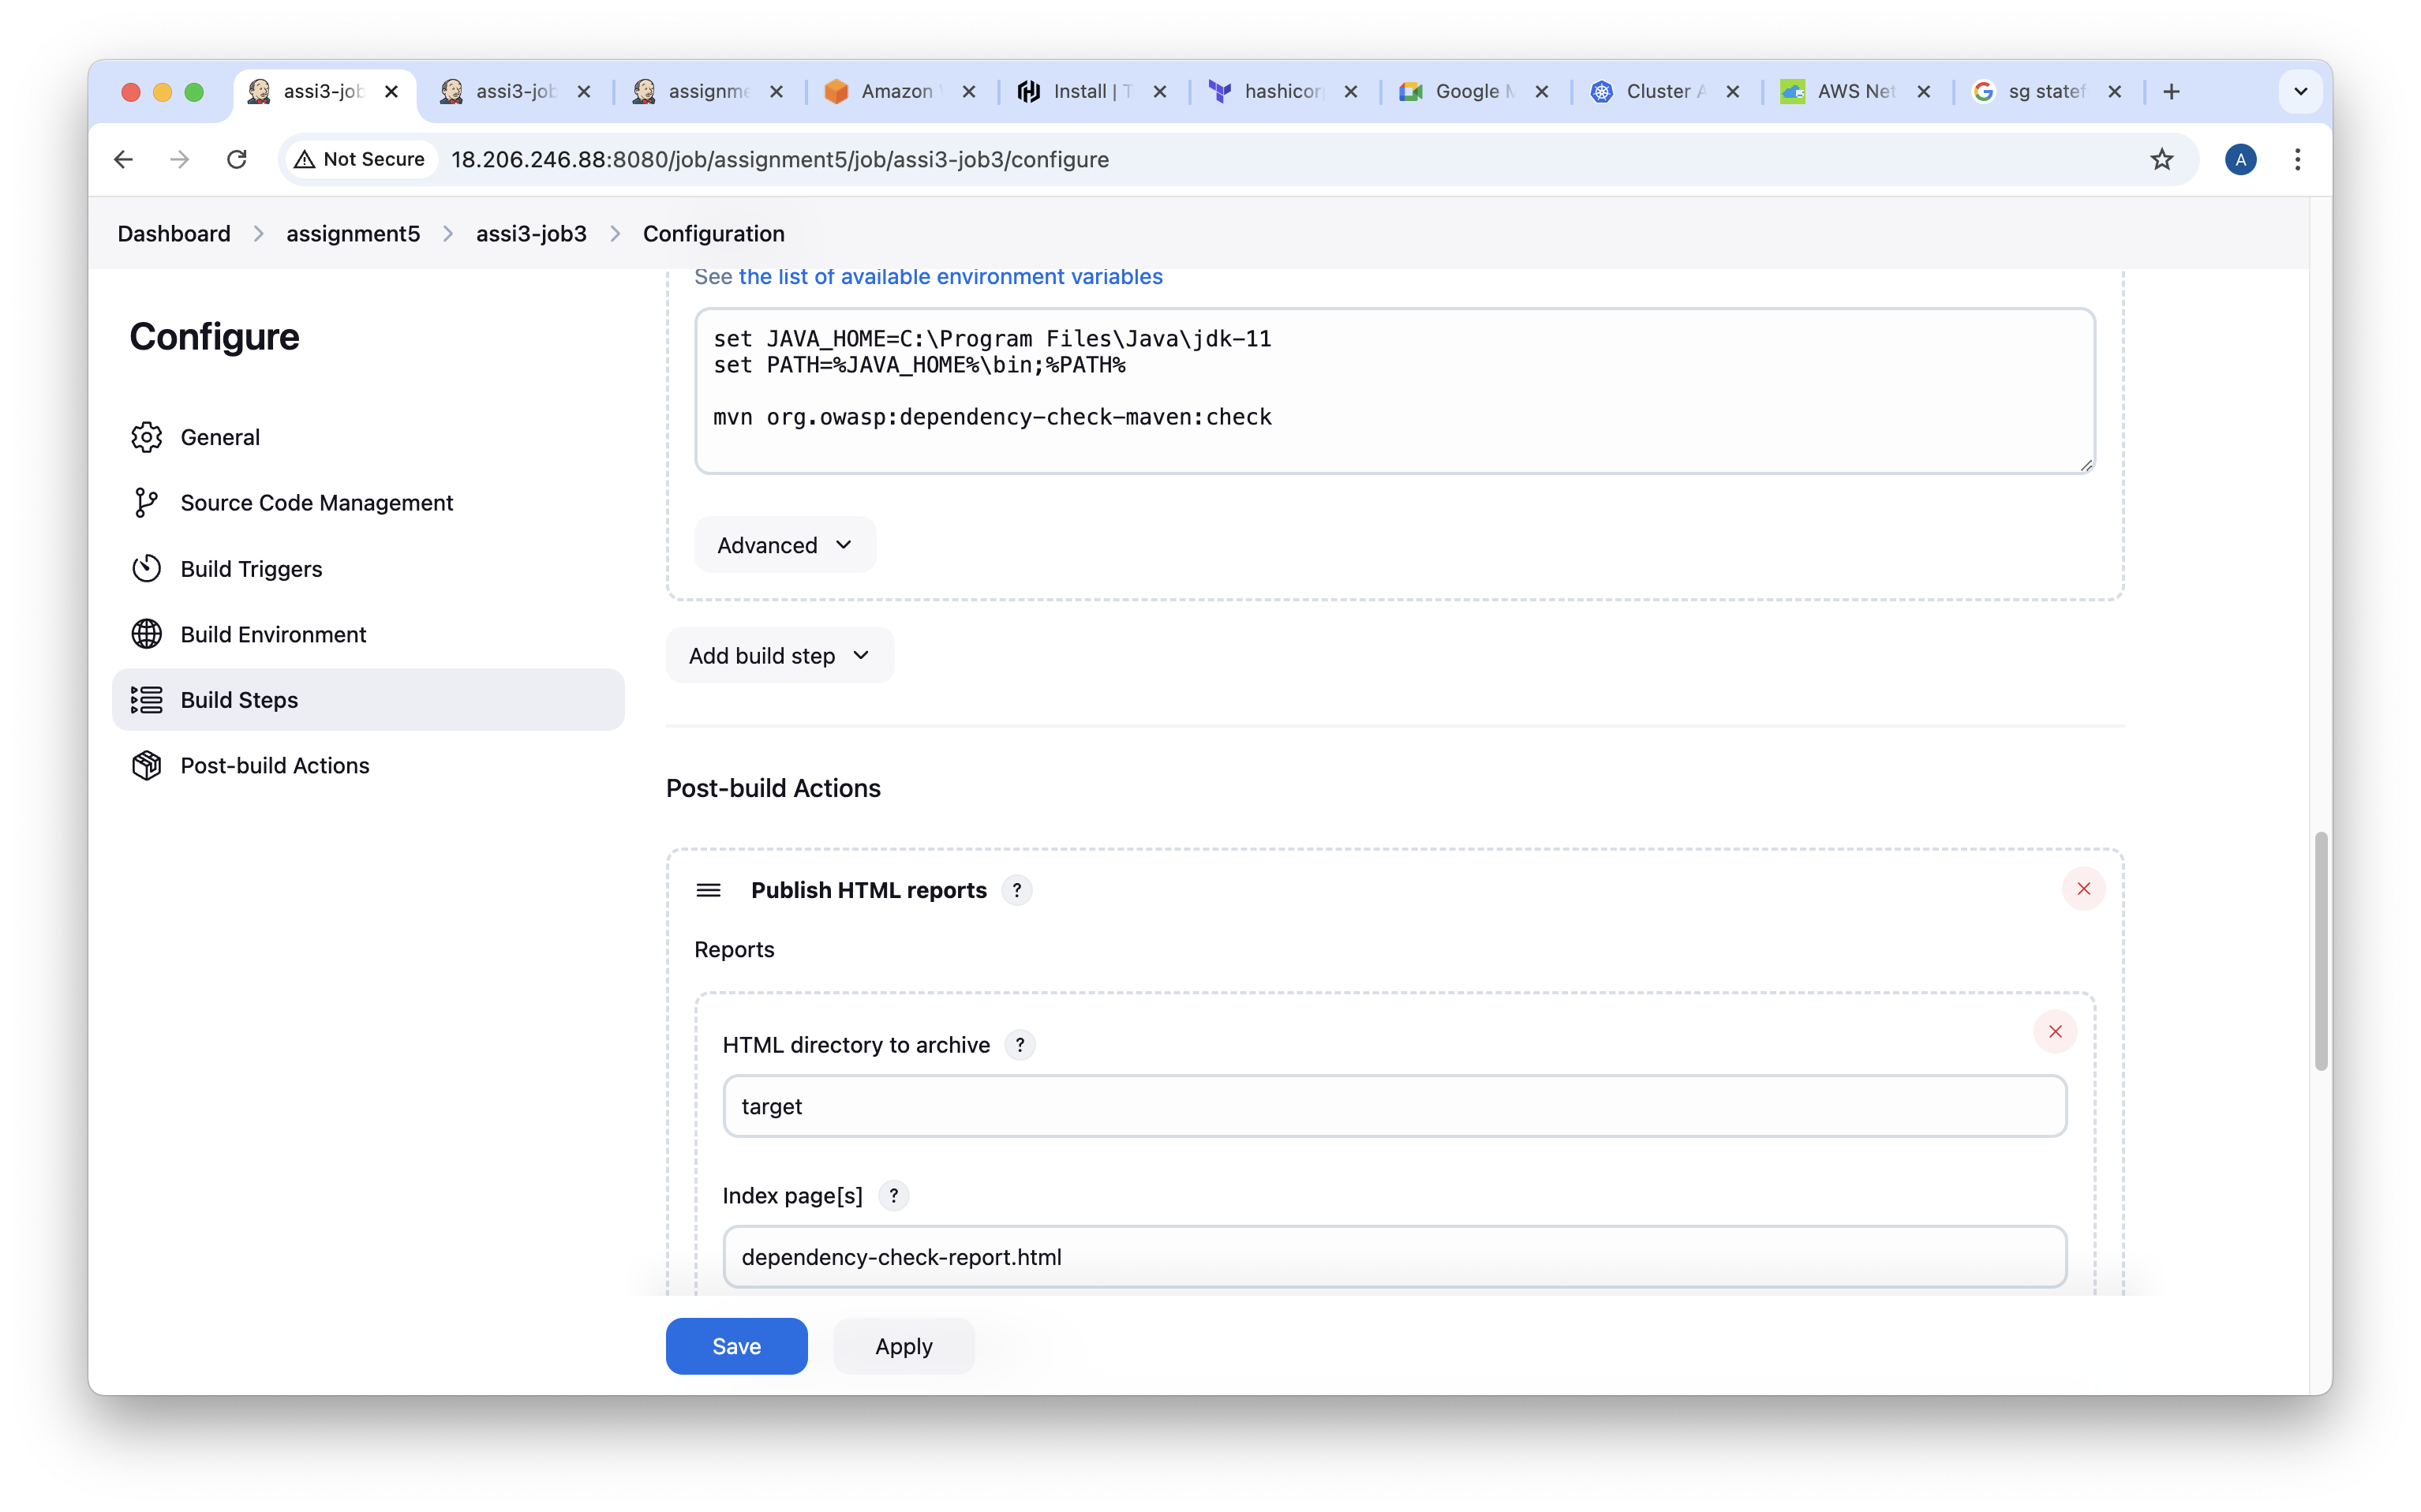 assi3-job
assi3-job
assignme
Amazon
Install | T
hashicor
Google M
Cluster A
AWS Net
sg statef
Not Secure
18.206.246.88:8080/job/assignment5/job/assi3-job3/configure
A
Dashboard
assignment5
assi3-job3
Configuration
Configure
General
Source Code Management
Build Triggers
Build Environment
Build Steps
Post-build Actions
See the list of available environment variables
set JAVA_HOME=C:\Program Files\Java\jdk-11
set PATH=%JAVA_HOME%\bin;%PATH%
mvn org.owasp:dependency-check-maven:check
Advanced
Add build step
Post-build Actions
Publish HTML reports ?
Reports
HTML directory to archive ?
target
Index page[s] ?
dependency-check-report.html
Save
Apply